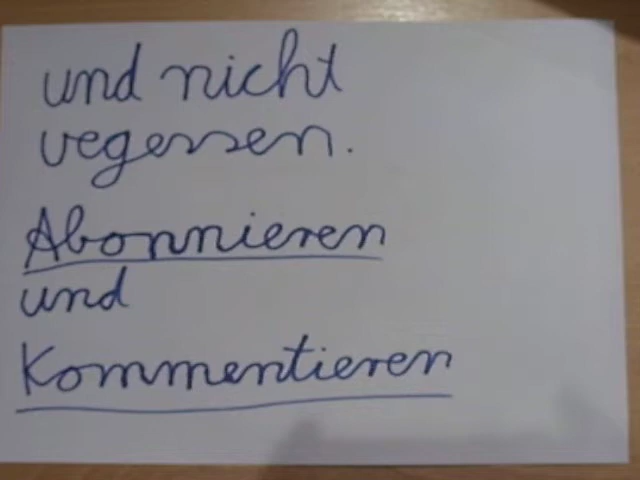 und nicht
vegessen.
Abonnieren
und
Kommentieren